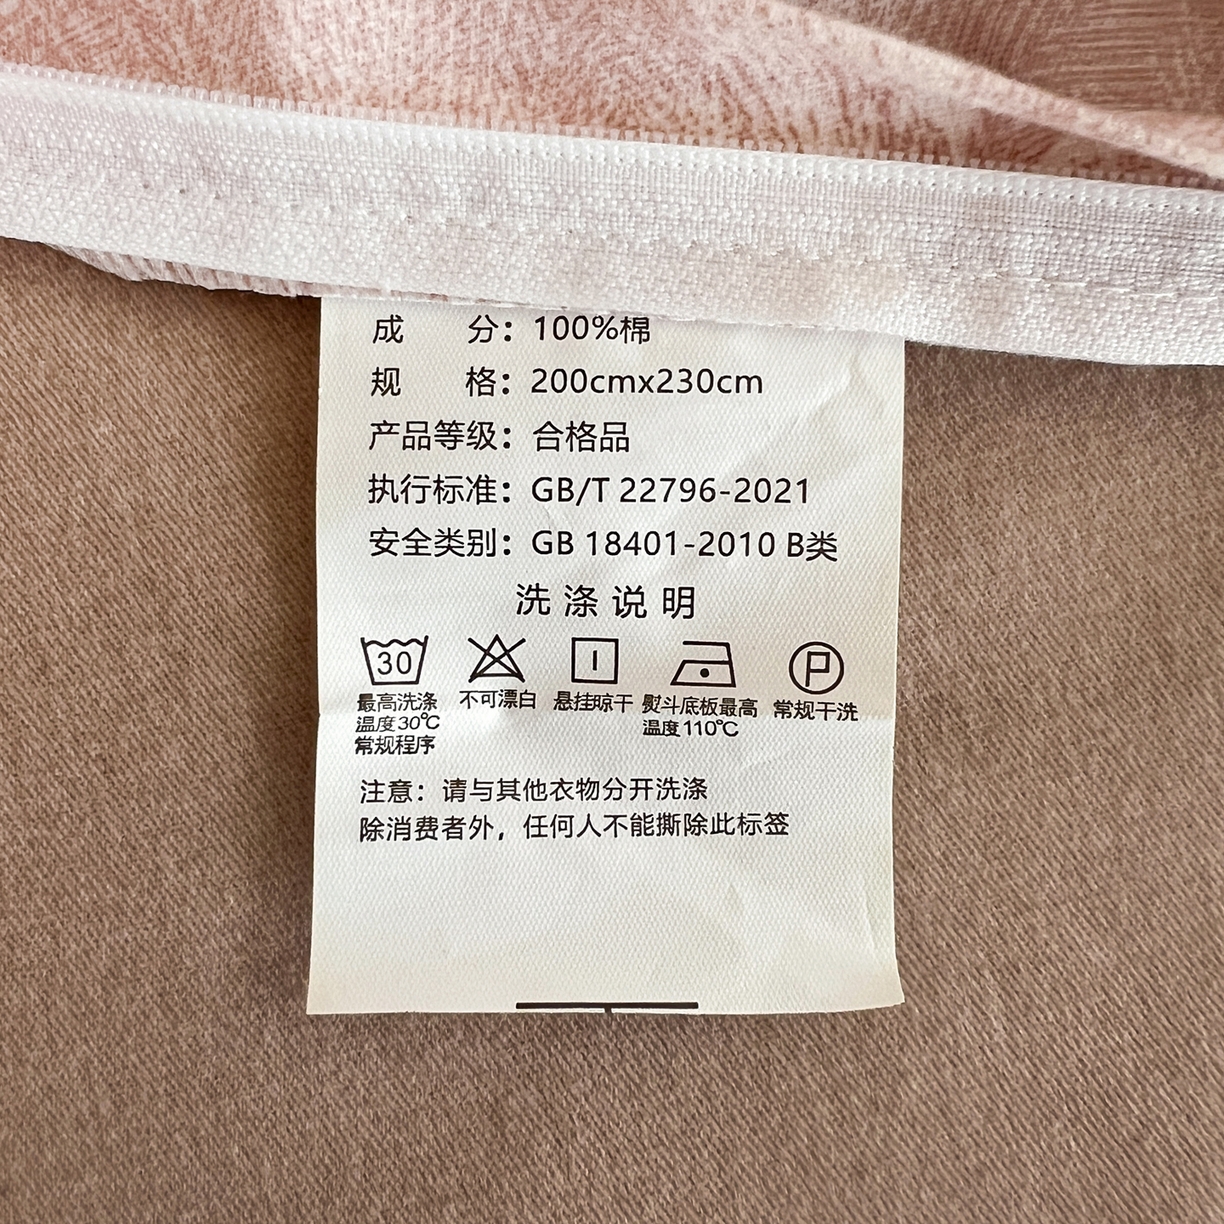 成 分：100%棉
规 格：200cmx230cm
产品等级：合格品
执行标准：GB/T 22796-2021
安全类别：GB 18401-2010 B类
洗涤说明
30 P
最高洗涤 不可漂白 悬挂晾干 熨斗底板最高 常规干洗
温度30℃ 温度110℃
常规程序
注意：请与其他衣物分开洗涤
除消费者外，任何人不能撕除此标签